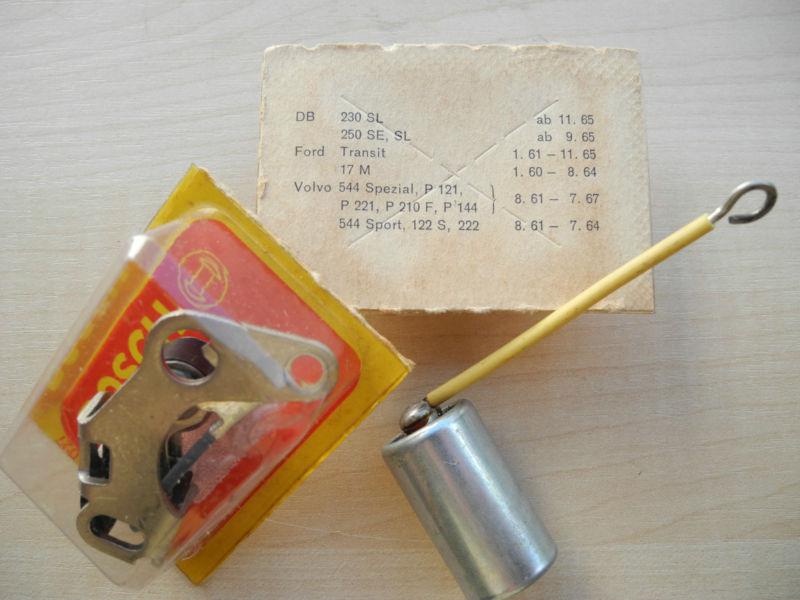 DB 230 SL ab 11. 65
250 SE, SL ab 9. 65
Ford Transit 1. 61 – 11. 65
17 M 1. 60 – 8. 64
Volvo 544 Spezial, P 121,
P 221, P 210 F, P 144 } 8. 61 – 7. 67
544 Sport, 122 S, 222 8. 61 – 7. 64
OSCH